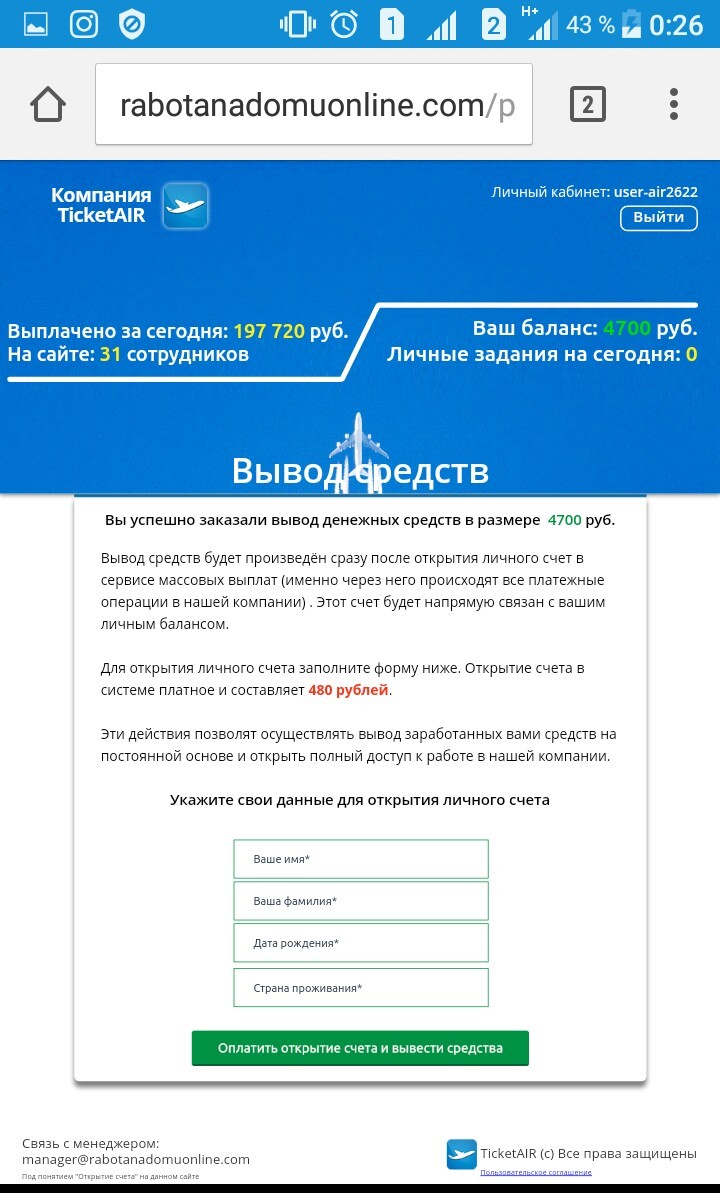 1
2
H+
43 %
0:26
rabotanadomuonline.com/p
2
Компания
TicketAIR
Личный кабинет: user-air2622
Выйти
Выплачено за сегодня: 197 720 руб.
На сайте: 31 сотрудников
Ваш баланс: 4700 руб.
Личные задания на сегодня: 0
Вывод средств
Вы успешно заказали вывод денежных средств в размере 4700 руб.
Вывод средств будет произведён сразу после открытия личного счет в
сервисе массовых выплат (именно через него происходят все платежные
операции в нашей компании) . Этот счет будет напрямую связан с вашим
личным балансом.
Для открытия личного счета заполните форму ниже. Открытие счета в
системе платное и составляет 480 рублей.
Эти действия позволят осуществлять вывод заработанных вами средств на
постоянной основе и открыть полный доступ к работе в нашей компании.
Укажите свои данные для открытия личного счета
Ваше имя*
Ваша фамилия*
Дата рождения*
Страна проживания*
Оплатить открытие счета и вывести средства
Связь с менеджером:
manager@rabotanadomuonline.com
Под понятием "Открытие счета" на данном сайте
TicketAIR (c) Все права защищены
Пользовательское соглашение